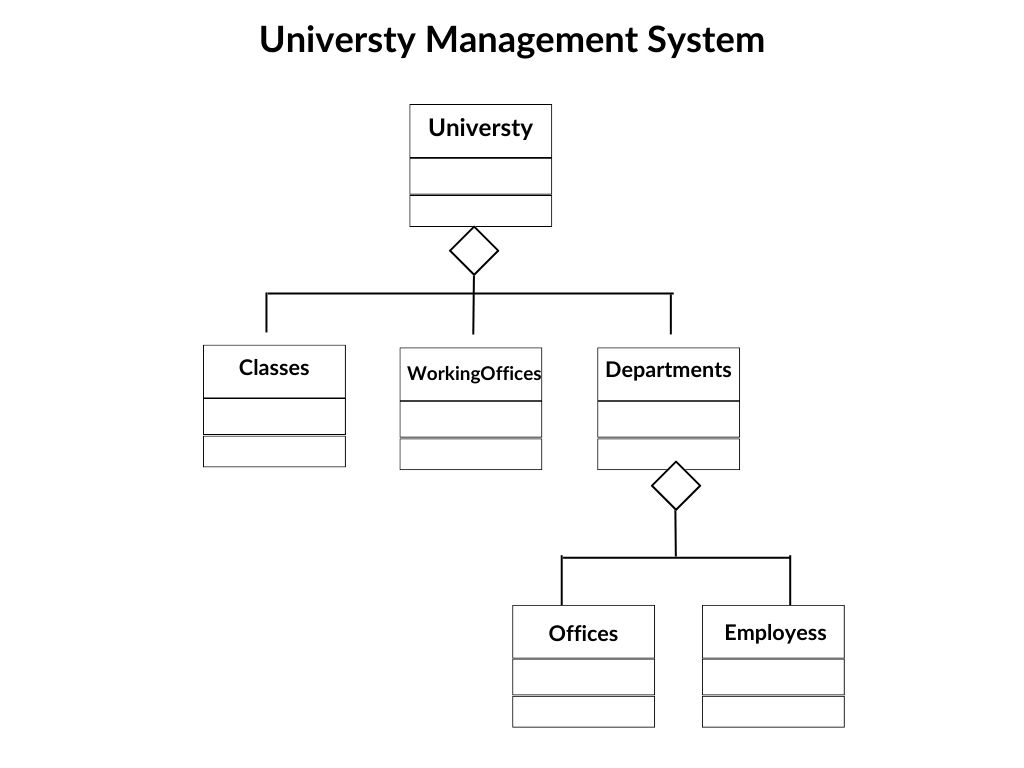 Universty Management System
Universty
Classes
WorkingOffices
Departments
Offices
Employess